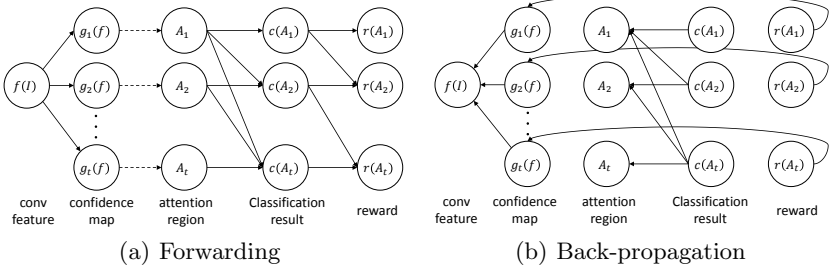 g₁(f) A₁ c(A₁) r(A₁)
f(I) g₂(f) A₂ c(A₂) r(A₂)
gₜ(f) Aₜ c(Aₜ) r(Aₜ)
conv feature confidence map attention region Classification result reward
(a) Forwarding
g₁(f) A₁ c(A₁) r(A₁)
f(I) g₂(f) A₂ c(A₂) r(A₂)
gₜ(f) Aₜ c(Aₜ) r(Aₜ)
conv feature confidence map attention region Classification result reward
(b) Back-propagation